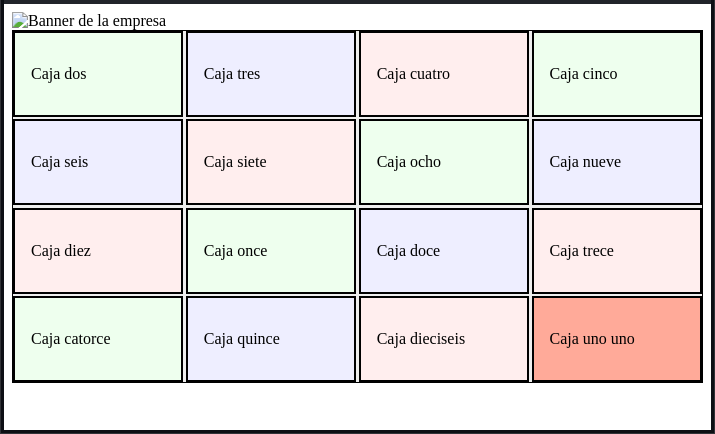 Banner de la empresa
Caja dos
Caja tres
Caja cuatro
Caja cinco
Caja seis
Caja siete
Caja ocho
Caja nueve
Caja diez
Caja once
Caja doce
Caja trece
Caja catorce
Caja quince
Caja dieciseis
Caja uno uno